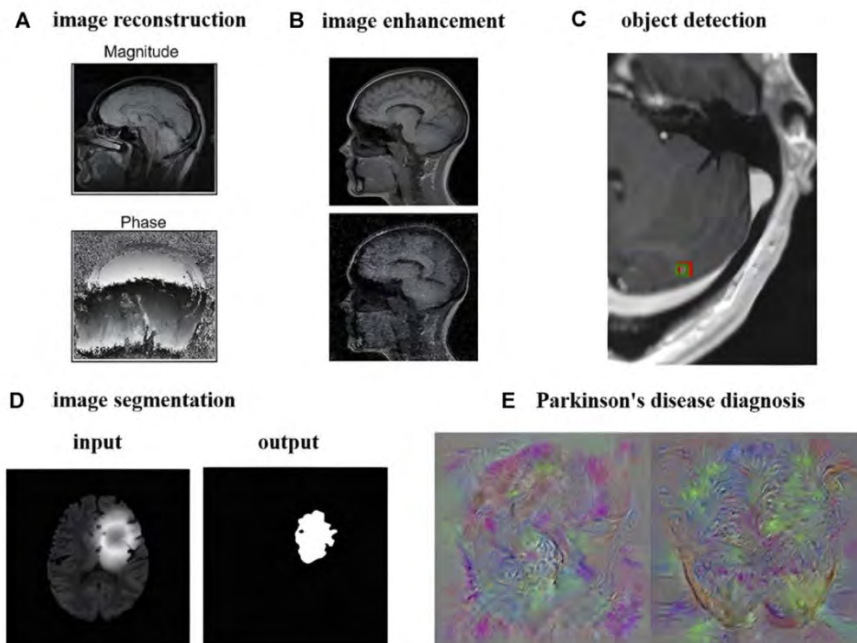 A image reconstruction
Magnitude
Phase
B image enhancement
C object detection
D image segmentation
input output
E Parkinson's disease diagnosis